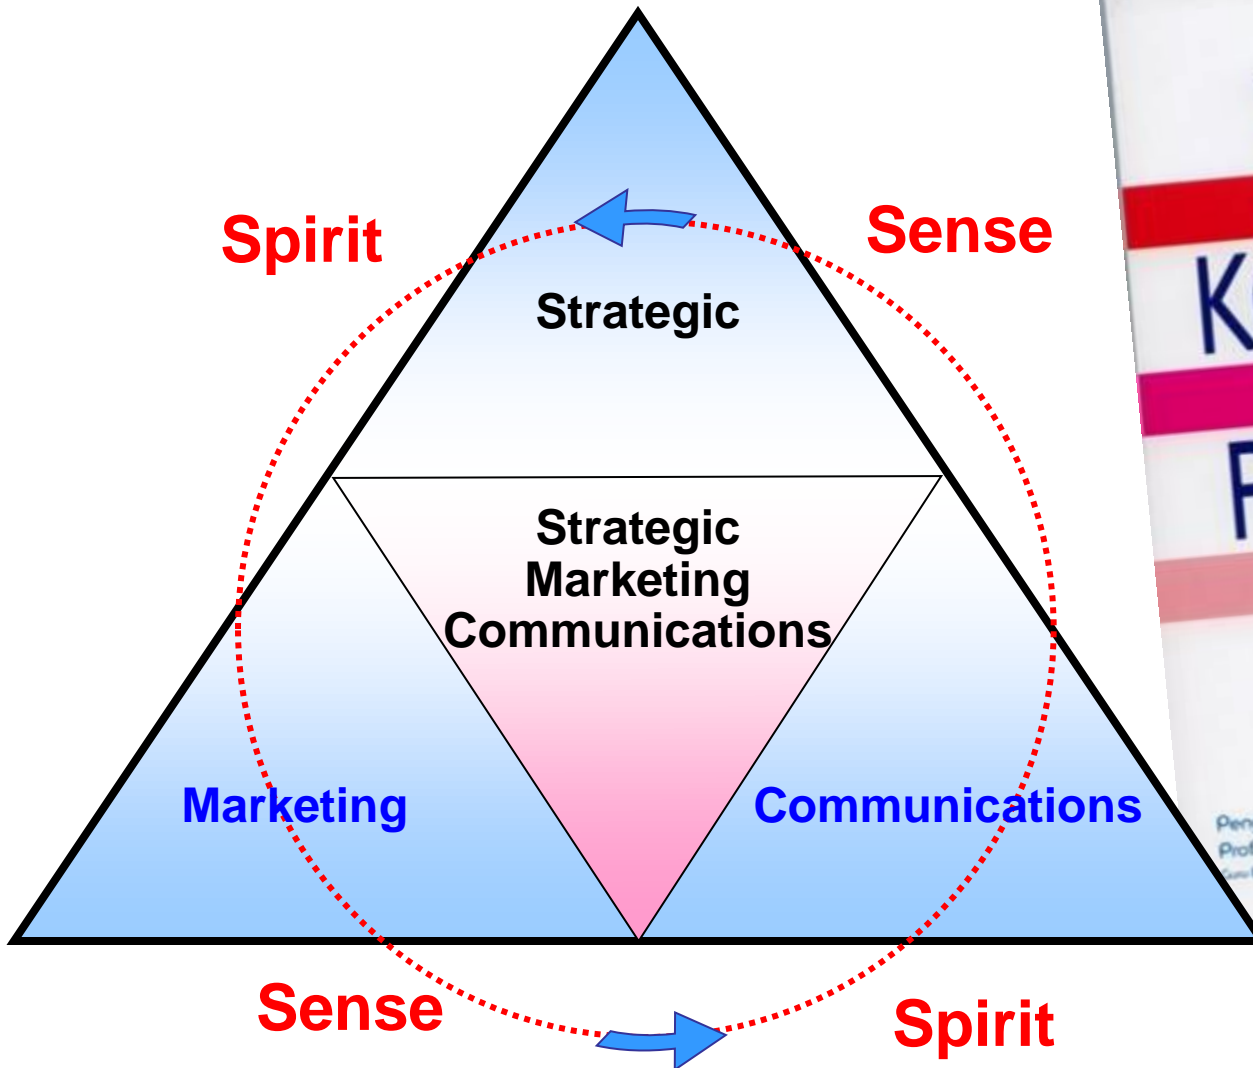 Spirit
Sense
Strategic
Strategic
Marketing
Communications
Marketing
Communications
Sense
Spirit